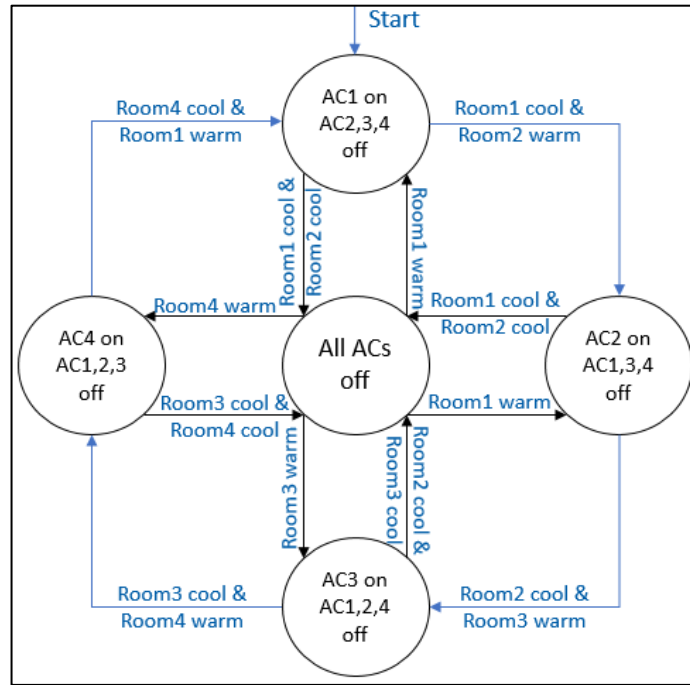 Start
AC1 on
AC2,3,4
off
Room4 cool &
Room1 warm
Room1 cool &
Room2 warm
Room1 cool &
Room2 cool
Room1 warm
Room4 warm
Room1 cool &
Room2 cool
AC4 on
AC1,2,3
off
All ACs
off
AC2 on
AC1,3,4
off
Room3 cool &
Room4 cool
Room1 warm
Room3 warm
Room2 cool &
Room3 cool
AC3 on
AC1,2,4
off
Room3 cool &
Room4 warm
Room2 cool &
Room3 warm